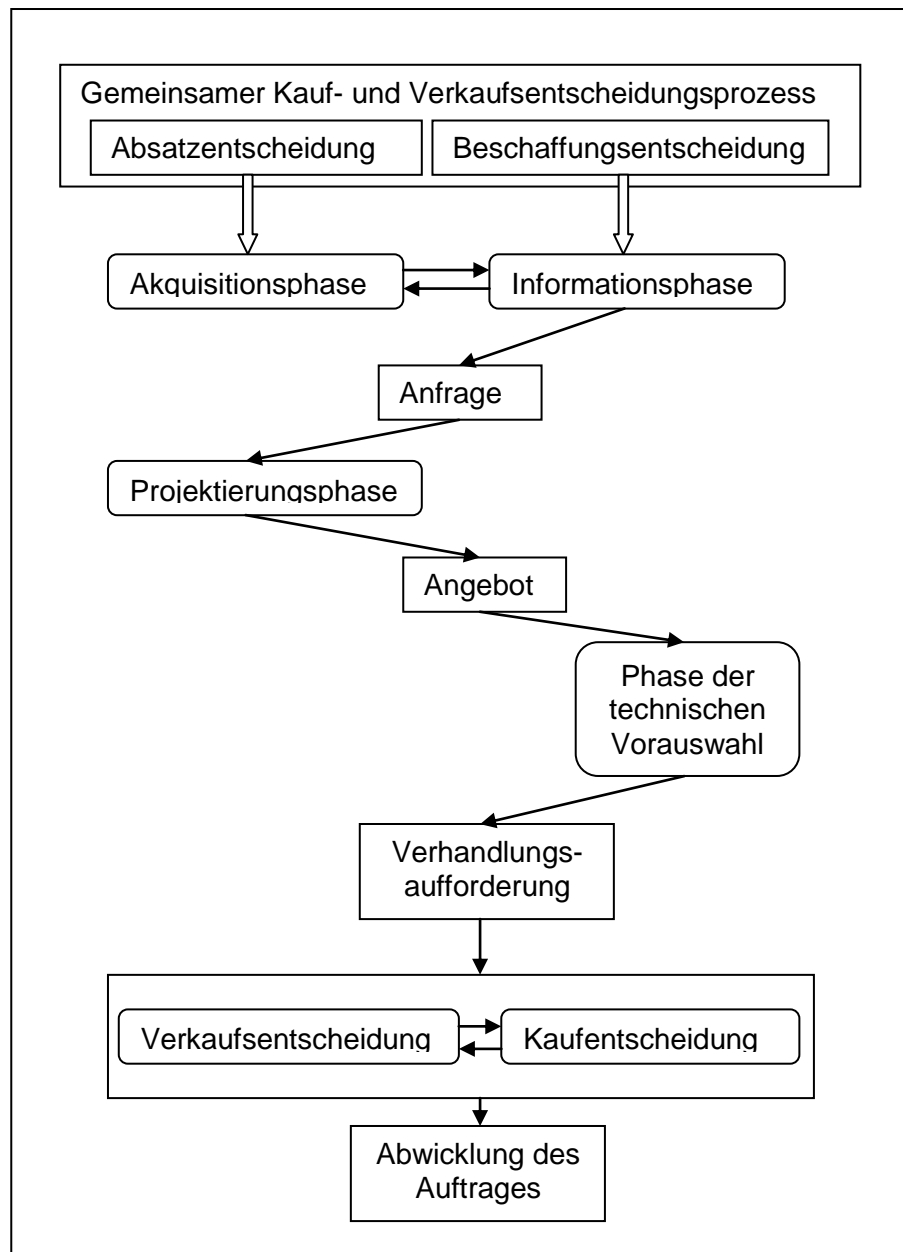 Gemeinsamer Kauf- und Verkaufsentscheidungsprozess
Absatzentscheidung
Beschaffungsentscheidung
Akquisitionsphase
Informationsphase
Anfrage
Projektierungsphase
Angebot
Phase der
technischen
Vorauswahl
Verhandlungs-
aufforderung
Verkaufsentscheidung
Kaufentscheidung
Abwicklung des
Auftrages